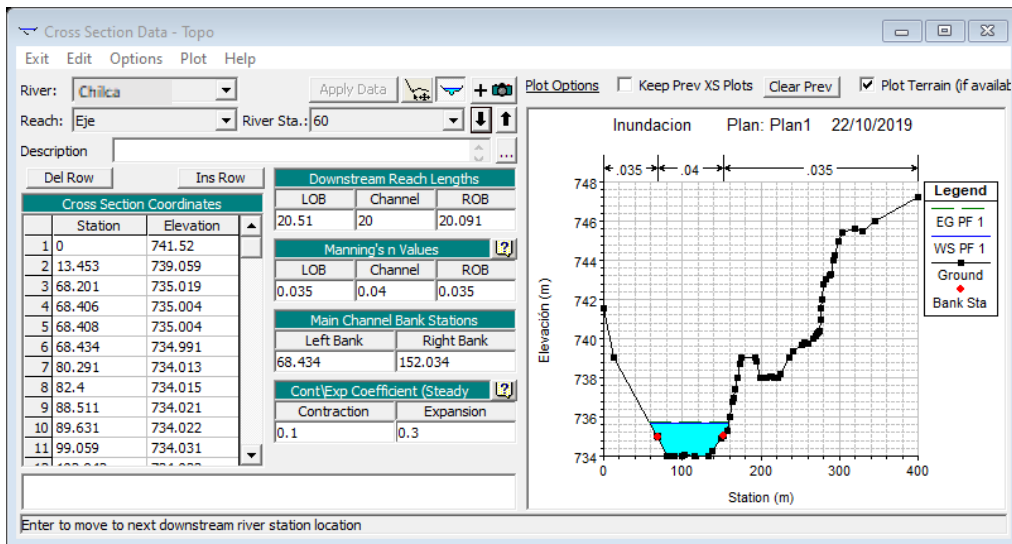 Cross Section Data - Topo
Exit Edit Options Plot Help
River: Chilca
Apply Data
Plot Options Keep Prev XS Plots Clear Prev Plot Terrain (if availab
Reach: Eje River Sta.: 60
Description ...
Del Row Ins Row
Cross Section Coordinates
Station Elevation
1 0 741.52
2 13.453 739.059
3 68.201 735.019
4 68.406 735.004
5 68.408 735.004
6 68.434 734.991
7 80.291 734.013
8 82.4 734.015
9 88.511 734.021
10 89.631 734.022
11 99.059 734.031
Downstream Reach Lengths
LOB Channel ROB
20.51 20 20.091
Manning's n Values
LOB Channel ROB
0.035 0.04 0.035
Main Channel Bank Stations
Left Bank Right Bank
68.434 152.034
Cont\Exp Coefficient (Steady
Contraction Expansion
0.1 0.3
Inundacion Plan: Plan1 22/10/2019
.035 .04 .035
748
746
744
742
740
738
736
734
Elevación (m)
0 100 200 300 400
Station (m)
Legend
EG PF 1
WS PF 1
Ground
Bank Sta
Enter to move to next downstream river station location